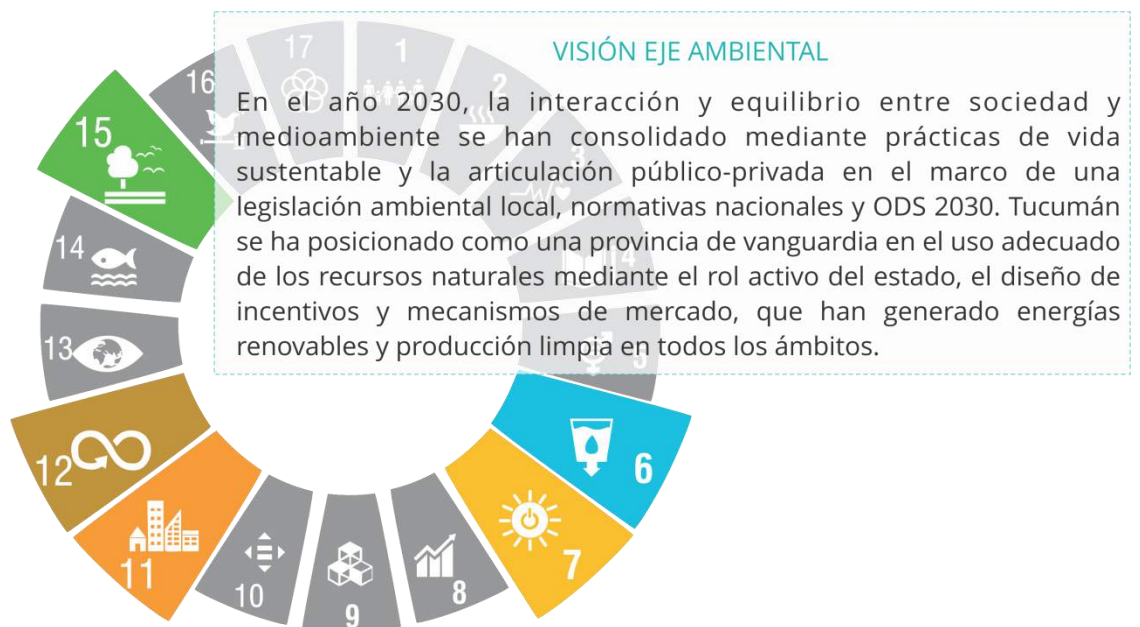 VISIÓN EJE AMBIENTAL
En el año 2030, la interacción y equilibrio entre sociedad y
medioambiente se han consolidado mediante prácticas de vida
sustentable y la articulación público-privada en el marco de una
legislación ambiental local, normativas nacionales y ODS 2030. Tucumán
se ha posicionado como una provincia de vanguardia en el uso adecuado
de los recursos naturales mediante el rol activo del estado, el diseño de
incentivos y mecanismos de mercado, que han generado energías
renovables y producción limpia en todos los ámbitos.
1
2
3
4
5
6
7
8
9
10
11
12
13
14
15
16
17